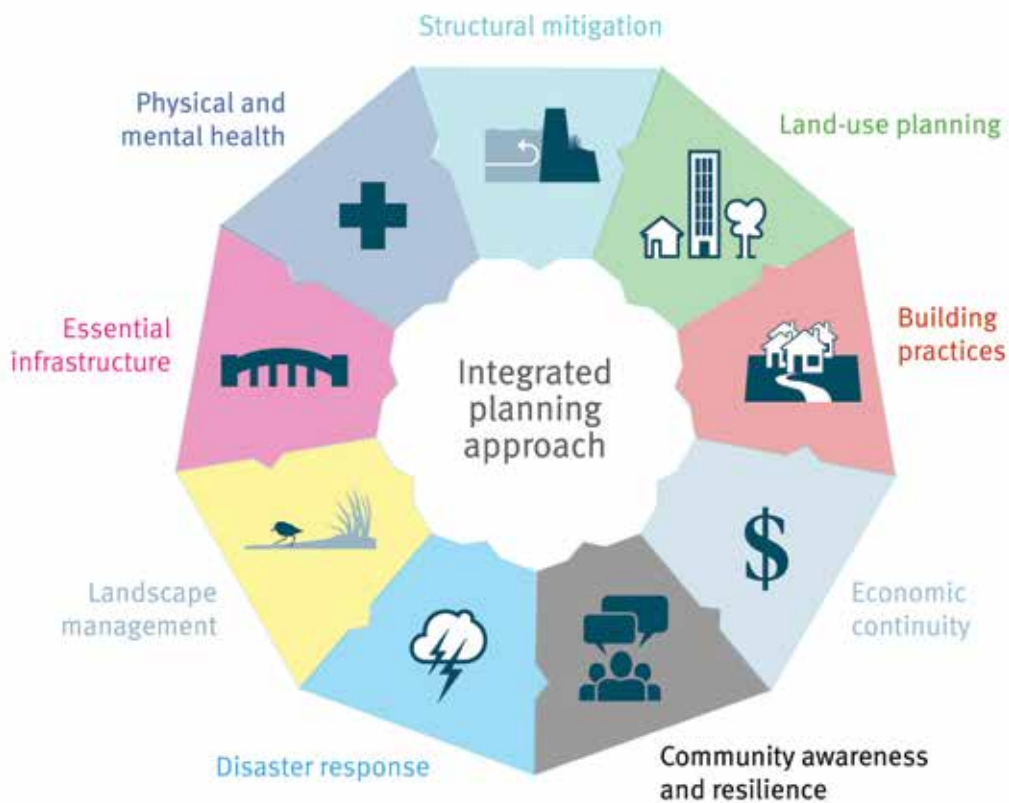 Structural mitigation
Physical and
mental health
Land-use planning
Essential
infrastructure
Building
practices
Integrated
planning
approach
$
Landscape
management
Economic
continuity
Disaster response
Community awareness
and resilience